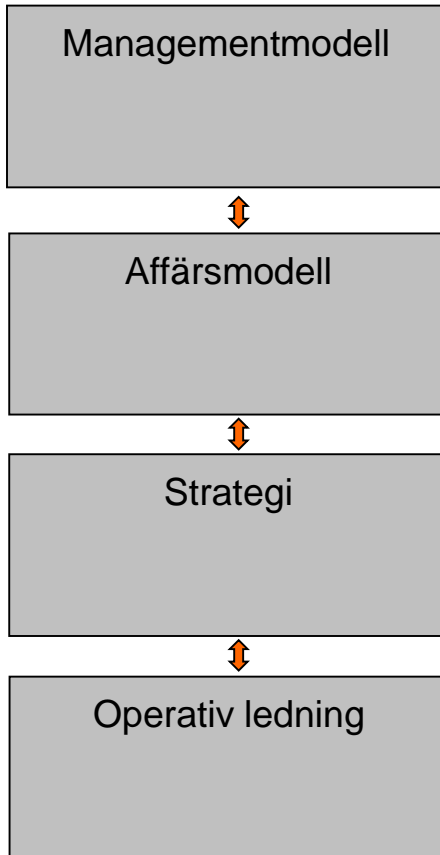 Managementmodell
Affärsmodell
Strategi
Operativ ledning